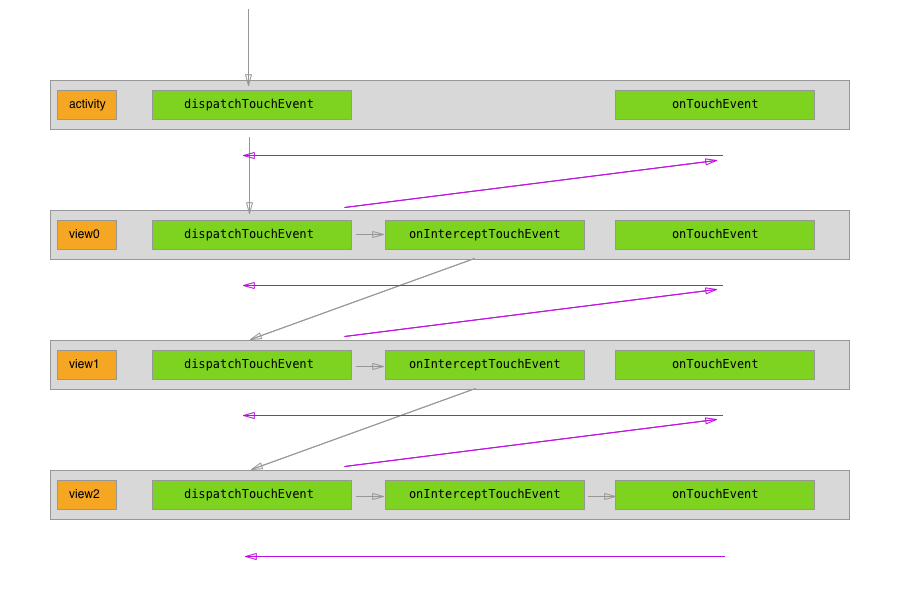 activity dispatchTouchEvent onTouchEvent
view0 dispatchTouchEvent onInterceptTouchEvent onTouchEvent
view1 dispatchTouchEvent onInterceptTouchEvent onTouchEvent
view2 dispatchTouchEvent onInterceptTouchEvent onTouchEvent